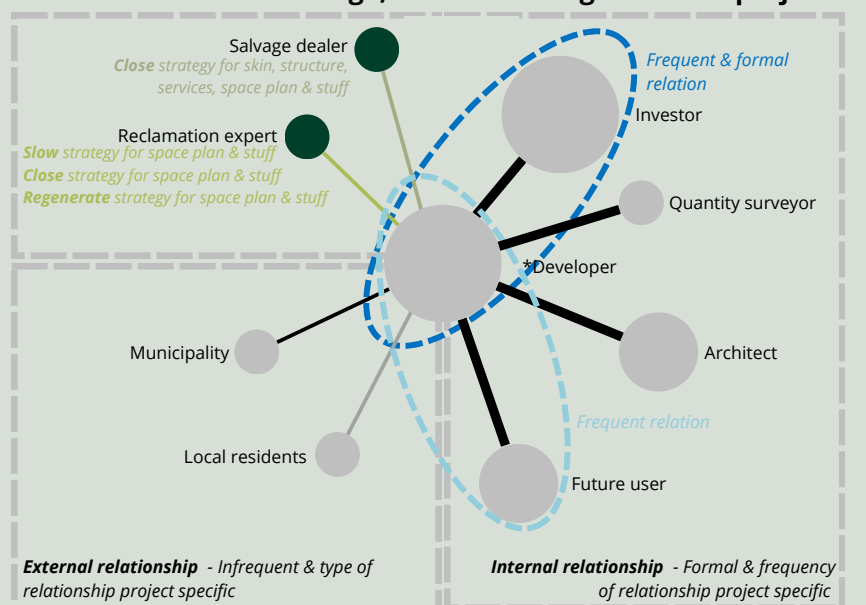 Salvage dealer
Close strategy for skin, structure,
services, space plan & stuff
Reclamation expert
Slow strategy for space plan & stuff
Close strategy for space plan & stuff
Regenerate strategy for space plan & stuff
Frequent & formal
relation
Investor
Quantity surveyor
*Developer
Municipality
Architect
Frequent relation
Local residents
Future user
External relationship - Infrequent & type of
relationship project specific
Internal relationship - Formal & frequency
of relationship project specific